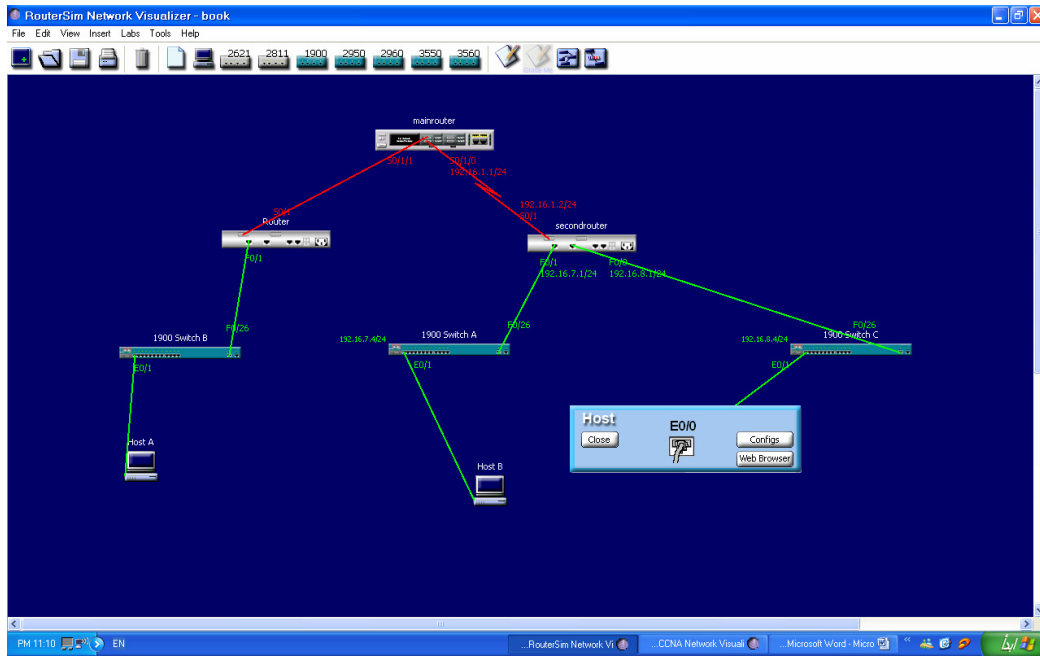 RouterSim Network Visualizer - book
File Edit View Insert Labs Tools Help
2621 2811 1900 2950 2960 3550 3560
mainrouter
S0/1/1
S0/1/0
192.16.1.1/24
192.16.1.2/24
S0/1
S0/1
Router
F0/1
secondrouter
F0/1
192.16.7.1/24
F0/0
192.16.8.1/24
1900 Switch B
F0/26
E0/1
192.16.7.4/24
1900 Switch A
F0/26
E0/1
192.16.8.4/24
F0/26
1900 Switch C
E0/1
Host
Close
E0/0
Configs
Web Browser
Host A
Host B
PM 11:10
EN
...RouterSim Network Vi
...CCNA Network Visuali
...Microsoft Word - Micro
ابدأ